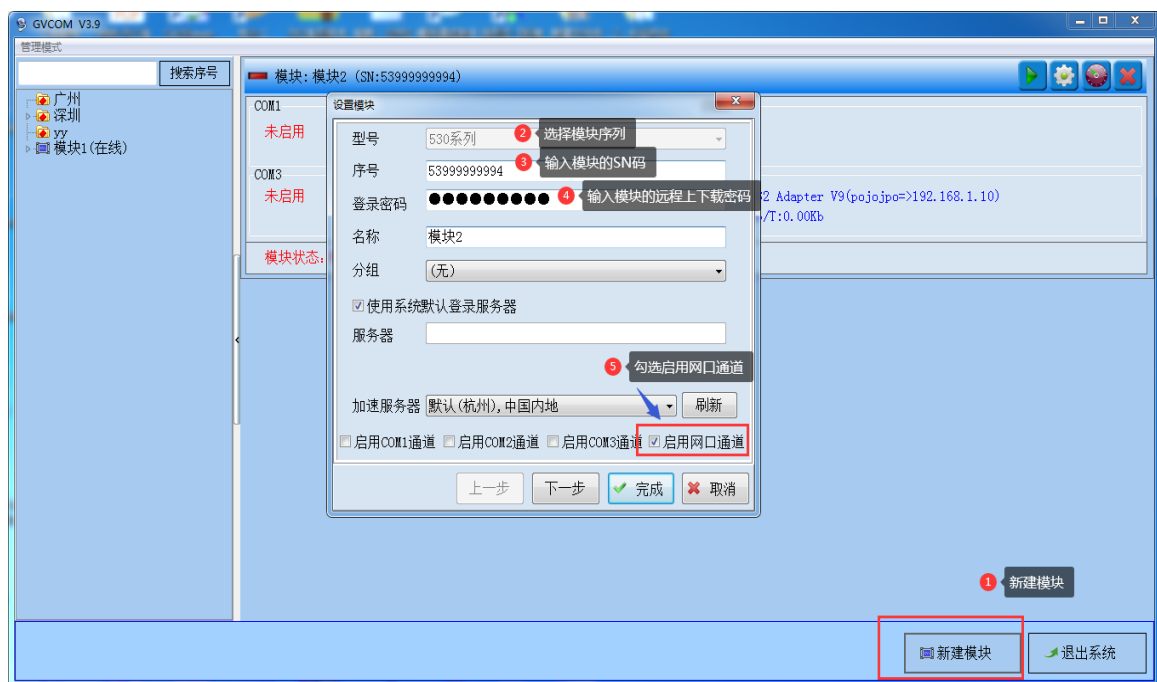 GVCOM V3.9
管理模式
搜索序号
模块:模块2 (SN:53999999994)
广州
深圳
yy
模块1(在线)
COM1
未启用
COM3
未启用
2 Adapter V9(pojojpo=>192.168.1.10)
/T:0.00Kb
模块状态:
设置模块
型号
530系列
2 选择模块序列
序号
53999999994
3 输入模块的SN码
登录密码
●●●●●●●●●
4 输入模块的远程上下载密码
名称
模块2
分组
(无)
使用系统默认登录服务器
服务器
5 勾选启用网口通道
加速服务器
默认(杭州),中国内地
刷新
启用COM1通道 启用COM2通道 启用COM3通道 启用网口通道
上一步 下一步 完成 取消
1 新建模块
新建模块 退出系统